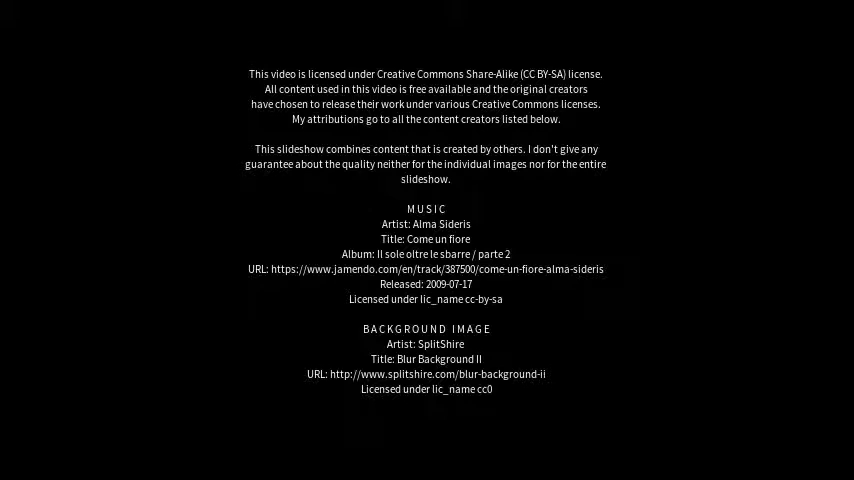 This video is licensed under Creative Commons Share-Alike (CC BY-SA) license.
All content used in this video is free available and the original creators
have chosen to release their work under various Creative Commons licenses.
My attributions go to all the content creators listed below.
This slideshow combines content that is created by others. I don't give any
guarantee about the quality neither for the individual images nor for the entire
slideshow.
MUSIC
Artist: Alma Sideris
Title: Come un fiore
Album: Il sole oltre le sbarre / parte 2
URL: https://www.jamendo.com/en/track/387500/come-un-fiore-alma-sideris
Released: 2009-07-17
Licensed under lic_name cc-by-sa
BACKGROUND IMAGE
Artist: SplitShire
Title: Blur Background II
URL: http://www.splitshire.com/blur-background-ii
Licensed under lic_name cc0